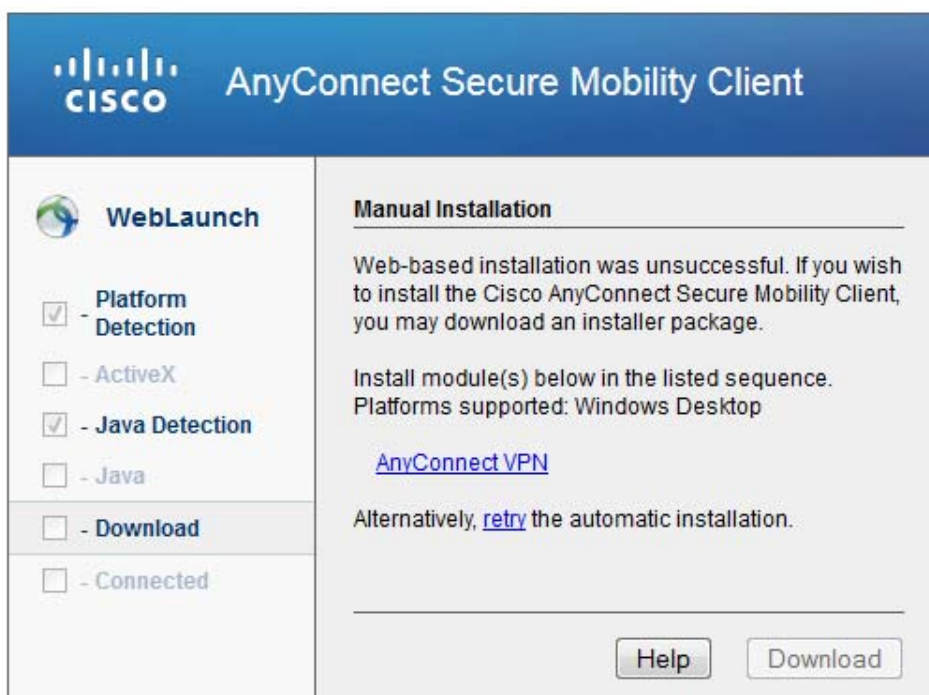 CISCO
AnyConnect Secure Mobility Client
WebLaunch
- Platform
Detection
- ActiveX
- Java Detection
- Java
- Download
- Connected
Manual Installation
Web-based installation was unsuccessful. If you wish
to install the Cisco AnyConnect Secure Mobility Client,
you may download an installer package.
Install module(s) below in the listed sequence.
Platforms supported: Windows Desktop
AnyConnect VPN
Alternatively, retry the automatic installation.
Help
Download